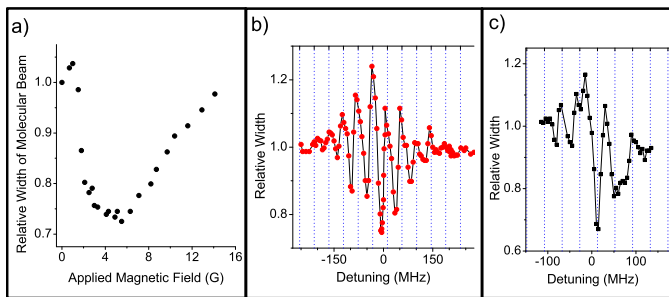 a)
Relative Width of Molecular Beam
1.0
0.9
0.8
0.7
0
4
8
12
16
Applied Magnetic Field (G)
b)
Relative Width
1.2
1.0
0.8
-150
0
150
Detuning (MHz)
c)
Relative Width
1.2
1.0
0.8
0.6
-100
0
100
Detuning (MHz)